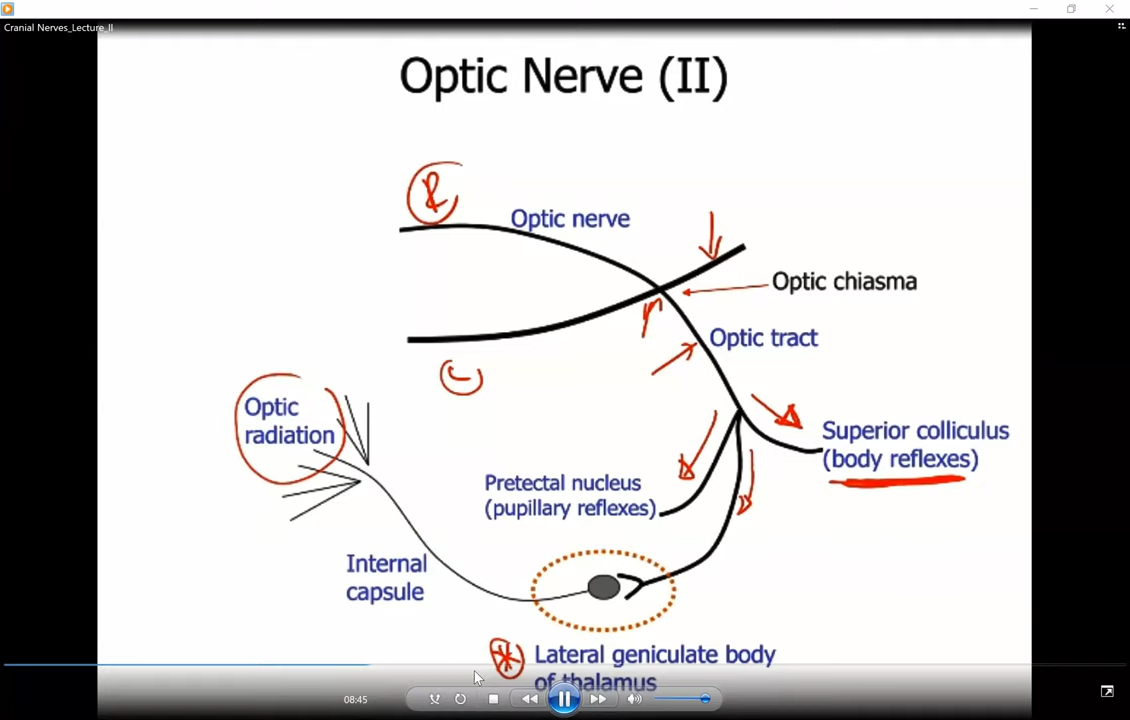 Cranial Nerves_Lecture_II
Optic Nerve (II)
R
Optic nerve
Optic chiasma
Optic tract
L
Optic
radiation
Superior colliculus
(body reflexes)
Pretectal nucleus
(pupillary reflexes)
Internal
capsule
Lateral geniculate body
of thalamus
08:45